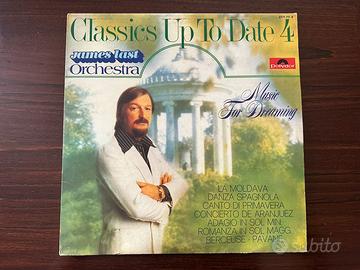 Classics Up To Date 4
James Last
Orchestra
Polydor
Music
For Dreaming
LA MOLDAVA
DANZA SPAGNOLA
CANTO DI PRIMAVERA
CONCIERTO DE ARANJUEZ
ADAGIO IN SOL MIN.
ROMANZA IN SOL MAGG.
BERCEUSE - PAVANE
subito